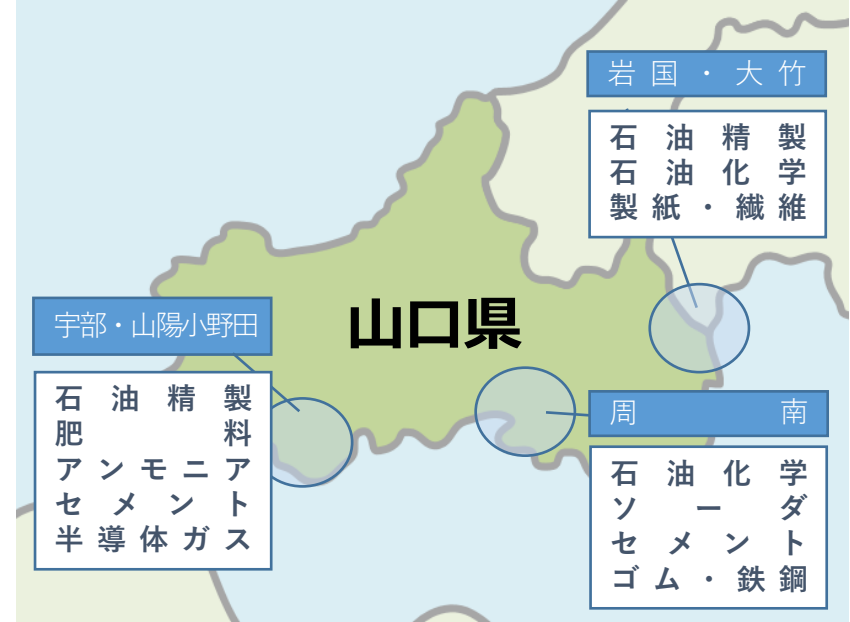 岩国・大竹
石油精製
石油化学
製紙・繊維
山口県
宇部・山陽小野田
石油精製
肥料
アンモニア
セメント
半導体ガス
周南
石油化学
ソーダ
セメント
ゴム・鉄鋼